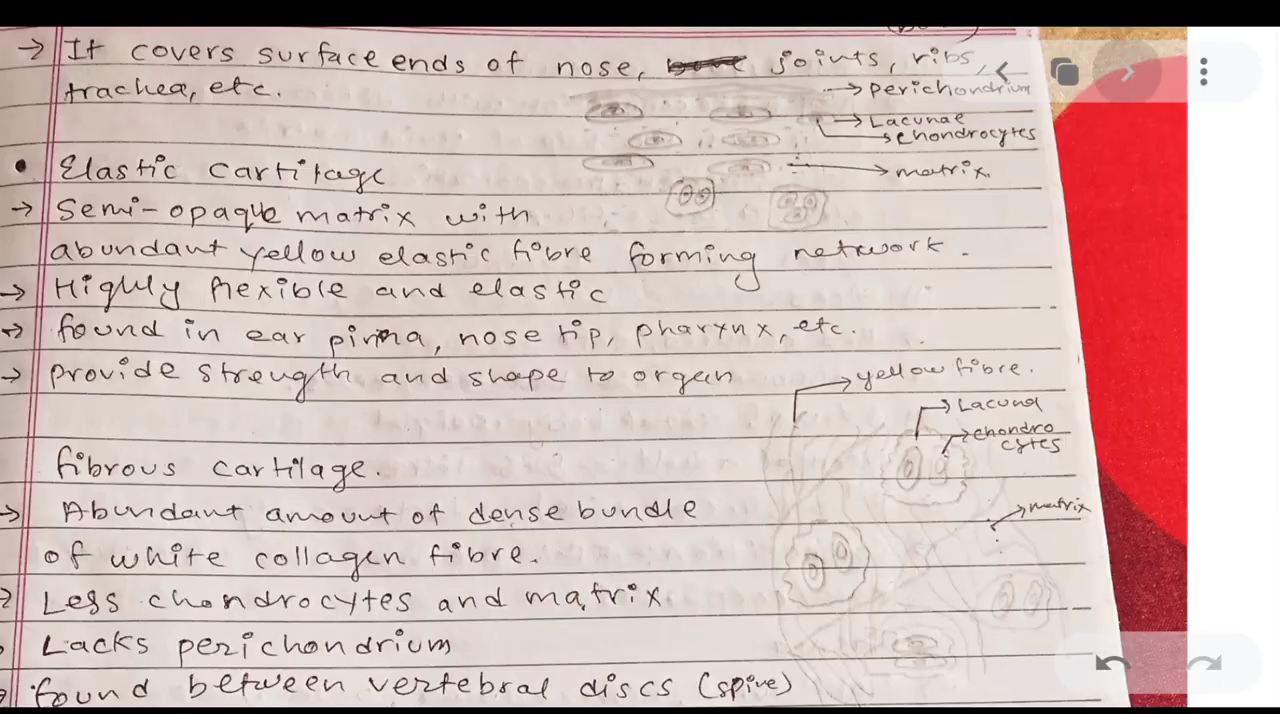 → It covers surface ends of nose, joints, ribs,
trachea, etc.
→ perichondrium
→ Lacunae
→ chondrocytes
→ matrix.
• Elastic cartilage
→ Semi-opaque matrix with
abundant yellow elastic fibre forming network.
→ Highly flexible and elastic
→ found in ear pinna, nose tip, pharynx, etc.
→ provide strength and shape to organ
→ yellow fibre.
→ Lacuna
→ chondro
cytes
fibrous cartilage.
→ Abundant amount of dense bundle
of white collagen fibre.
→ matrix
Less chondrocytes and matrix
Lacks perichondrium
found between vertebral discs (spine)